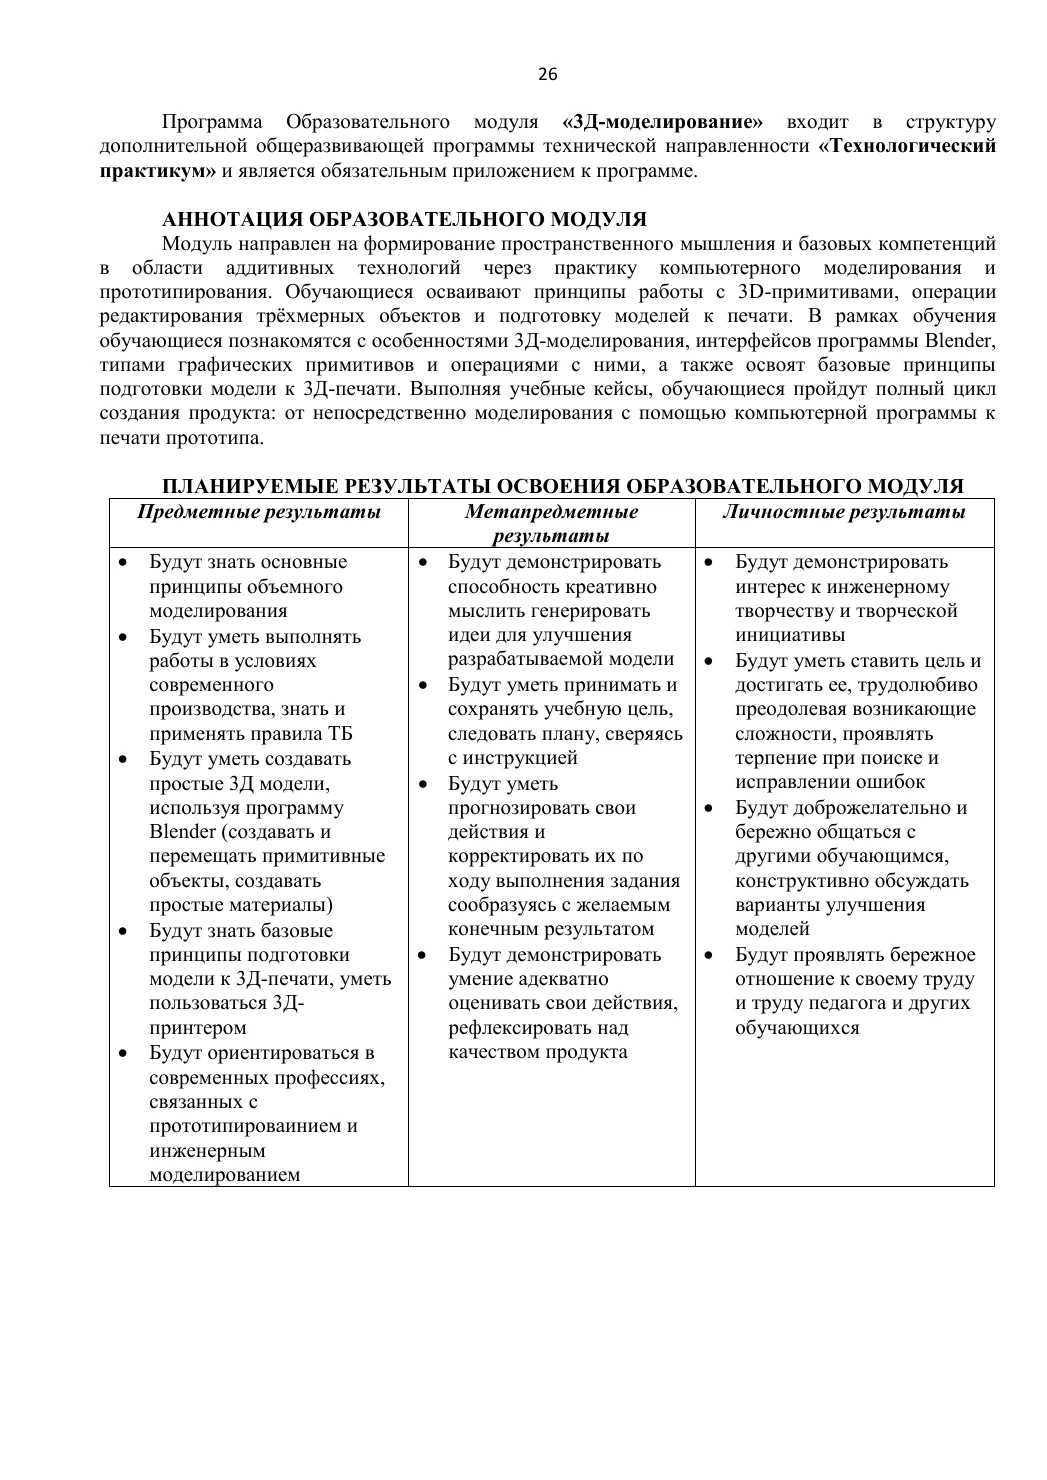 26
Программа Образовательного модуля «3Д-моделирование» входит в структуру
дополнительной общеразвивающей программы технической направленности «Технологический
практикум» и является обязательным приложением к программе.
АННОТАЦИЯ ОБРАЗОВАТЕЛЬНОГО МОДУЛЯ
Модуль направлен на формирование пространственного мышления и базовых компетенций
в области аддитивных технологий через практику компьютерного моделирования и
прототипирования. Обучающиеся осваивают принципы работы с 3D-примитивами, операции
редактирования трёхмерных объектов и подготовку моделей к печати. В рамках обучения
обучающиеся познакомятся с особенностями 3Д-моделирования, интерфейсов программы Blender,
типами графических примитивов и операциями с ними, а также освоят базовые принципы
подготовки модели к 3Д-печати. Выполняя учебные кейсы, обучающиеся пройдут полный цикл
создания продукта: от непосредственно моделирования с помощью компьютерной программы к
печати прототипа.
ПЛАНИРУЕМЫЕ РЕЗУЛЬТАТЫ ОСВОЕНИЯ ОБРАЗОВАТЕЛЬНОГО МОДУЛЯ
Предметные результаты
Метапредметные
результаты
Личностные результаты
• Будут знать основные
принципы объемного
моделирования
• Будут уметь выполнять
работы в условиях
современного
производства, знать и
применять правила ТБ
• Будут уметь создавать
простые 3Д модели,
используя программу
Blender (создавать и
перемещать примитивные
объекты, создавать
простые материалы)
• Будут знать базовые
принципы подготовки
модели к 3Д-печати, уметь
пользоваться 3Д-
принтером
• Будут ориентироваться в
современных профессиях,
связанных с
прототипироваинием и
инженерным
моделированием
• Будут демонстрировать
способность креативно
мыслить генерировать
идеи для улучшения
разрабатываемой модели
• Будут уметь принимать и
сохранять учебную цель,
следовать плану, сверяясь
с инструкцией
• Будут уметь
прогнозировать свои
действия и
корректировать их по
ходу выполнения задания
сообразуясь с желаемым
конечным результатом
• Будут демонстрировать
умение адекватно
оценивать свои действия,
рефлексировать над
качеством продукта
• Будут демонстрировать
интерес к инженерному
творчеству и творческой
инициативы
• Будут уметь ставить цель и
достигать ее, трудолюбиво
преодолевая возникающие
сложности, проявлять
терпение при поиске и
исправлении ошибок
• Будут доброжелательно и
бережно общаться с
другими обучающимся,
конструктивно обсуждать
варианты улучшения
моделей
• Будут проявлять бережное
отношение к своему труду
и труду педагога и других
обучающихся